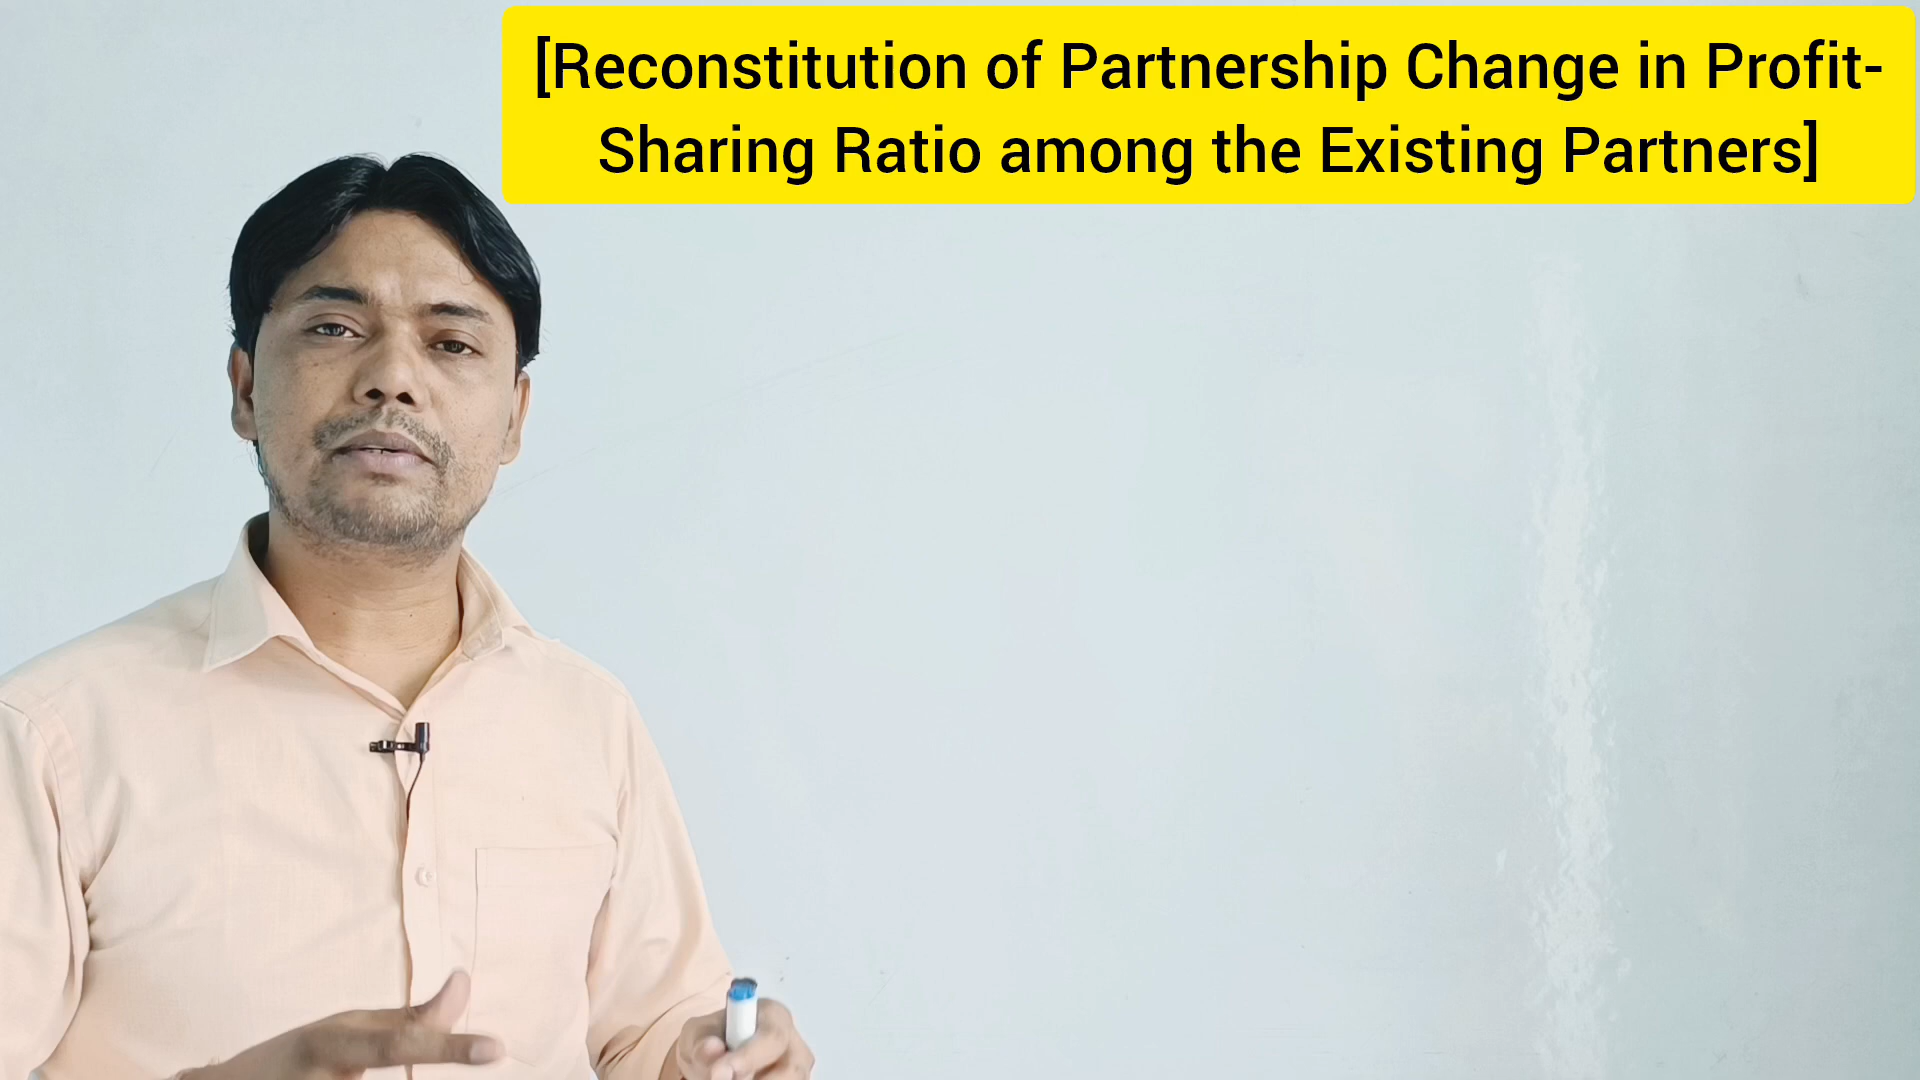 [Reconstitution of Partnership Change in Profit-
Sharing Ratio among the Existing Partners]